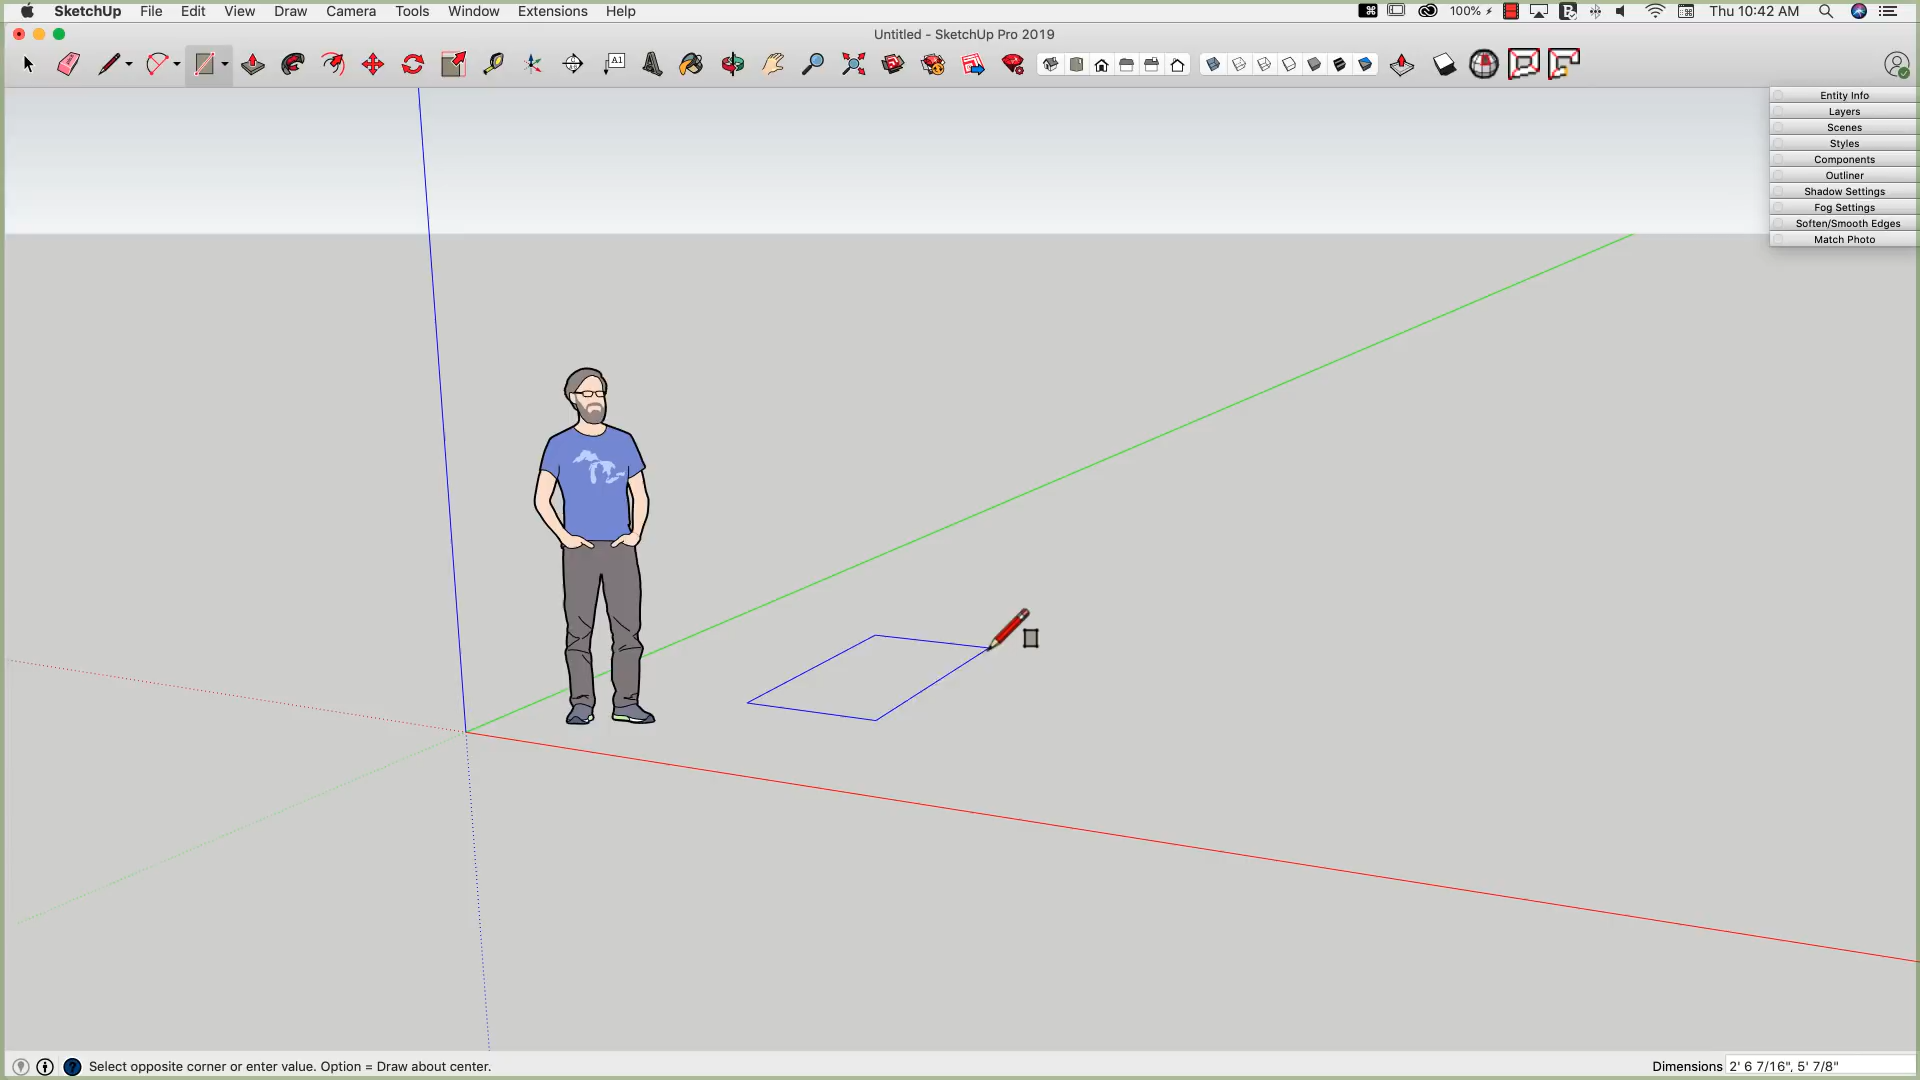 SketchUp File Edit View Draw Camera Tools Window Extensions Help 100% Thu 10:42 AM
Untitled - SketchUp Pro 2019
A1
Entity Info
Layers
Scenes
Styles
Components
Outliner
Shadow Settings
Fog Settings
Soften/Smooth Edges
Match Photo
Select opposite corner or enter value. Option = Draw about center. Dimensions 2' 6 7/16", 5' 7/8"